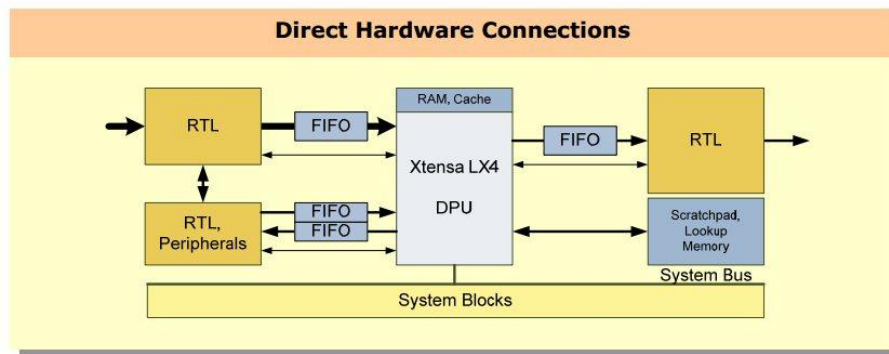 Direct Hardware Connections
RAM, Cache
RTL
FIFO
Xtensa LX4
DPU
FIFO
RTL
RTL,
Peripherals
FIFO
FIFO
Scratchpad,
Lookup
Memory
System Bus
System Blocks